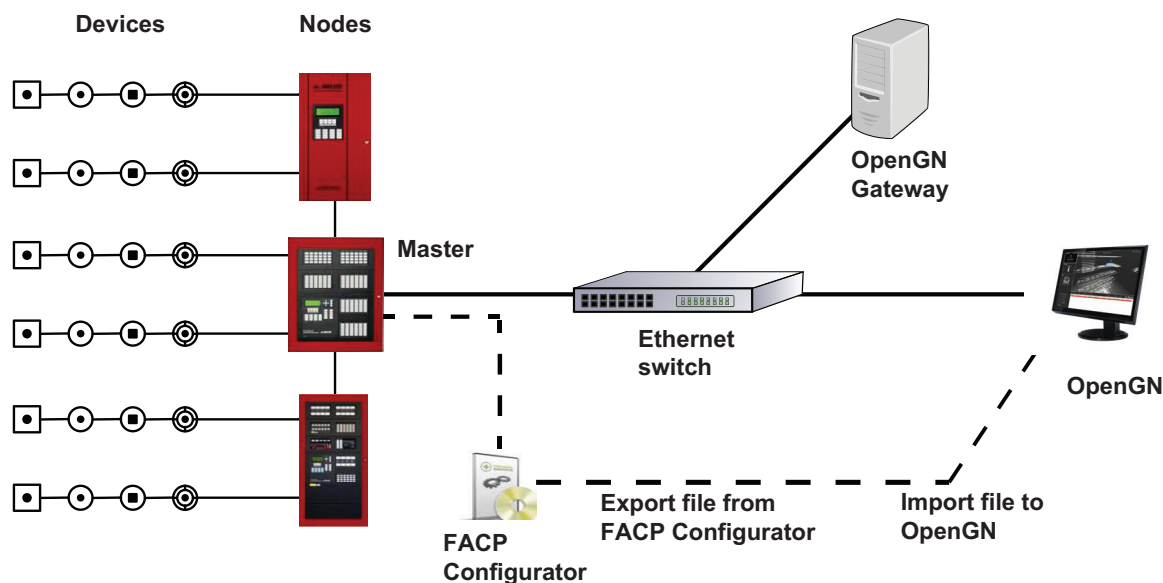 Devices
Nodes
OpenGN
Gateway
Master
Ethernet
switch
OpenGN
Export file from
FACP Configurator
Import file to
OpenGN
FACP
Configurator